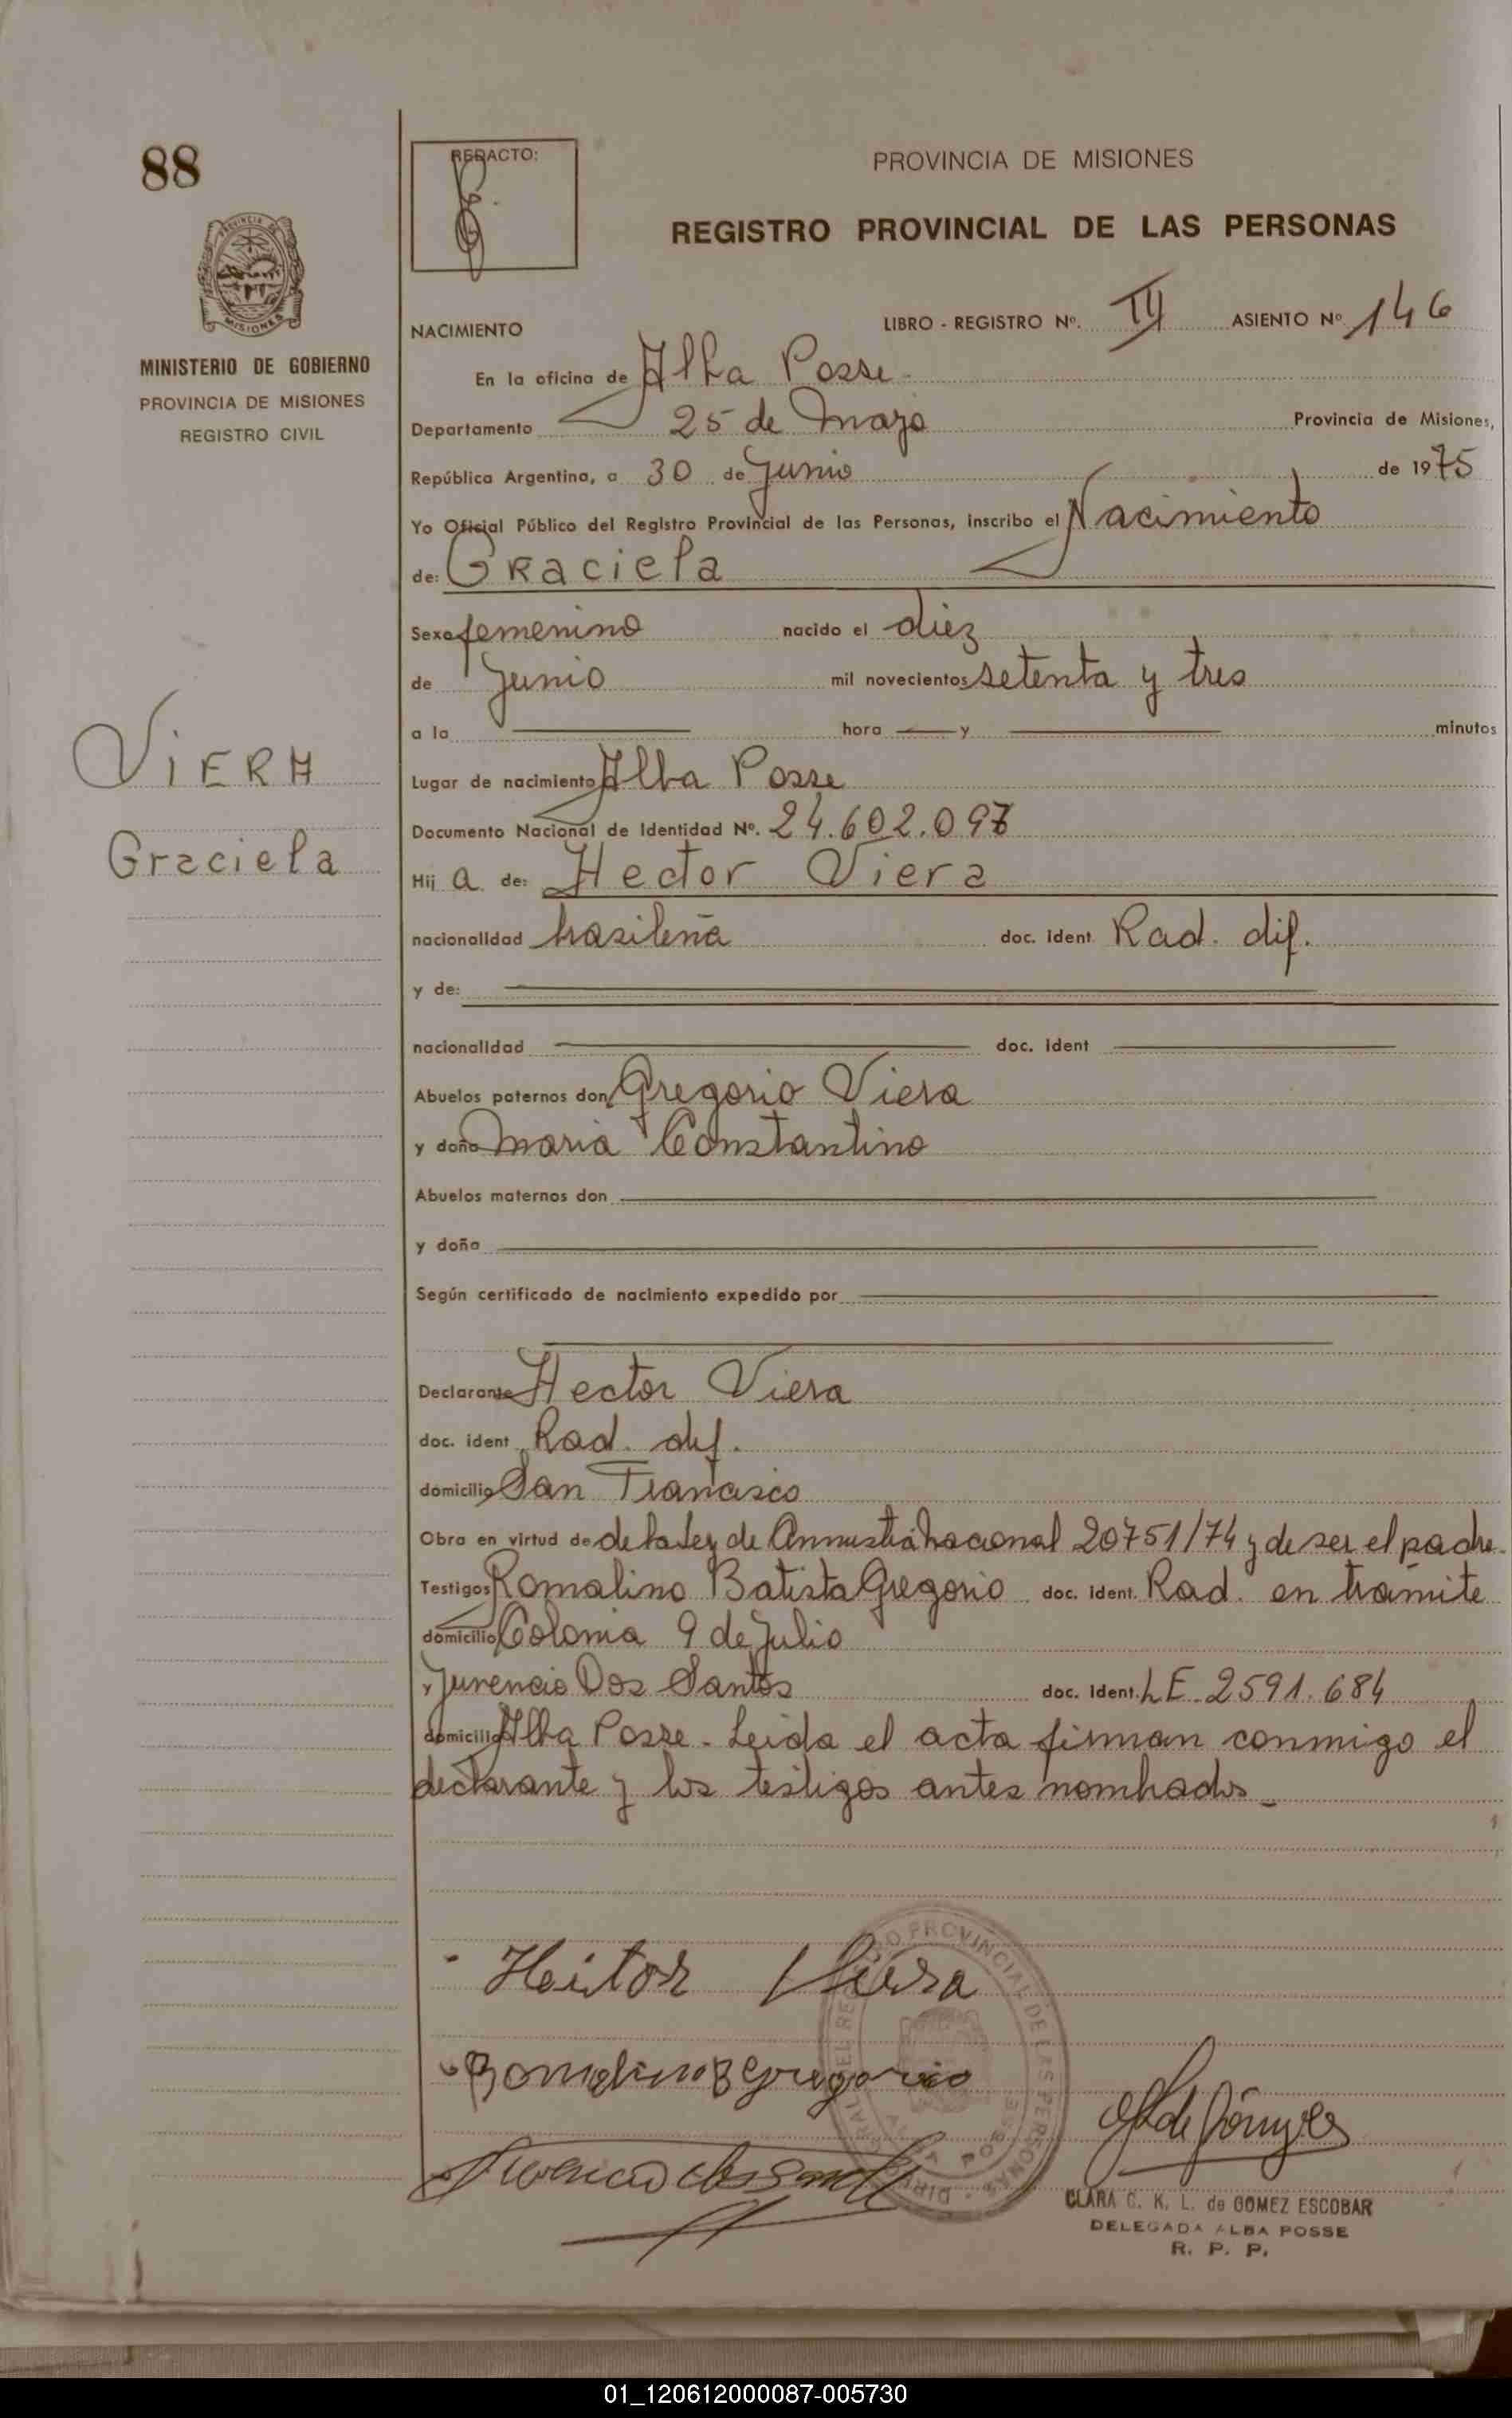 88
REDACTO:
PROVINCIA DE MISIONES
REGISTRO PROVINCIAL DE LAS PERSONAS
MISIONES
MINISTERIO DE GOBIERNO
PROVINCIA DE MISIONES
REGISTRO CIVIL
NACIMIENTO
LIBRO - REGISTRO Nº. III ASIENTO Nº 146
En la oficina de Alba Posse
Departamento 25 de Mayo Provincia de Misiones,
República Argentina, a 30 de Junio de 1975
Yo Oficial Público del Registro Provincial de las Personas, inscribo el Nacimiento
de: Graciela
Sexo femenino nacido el diez
de Junio mil novecientos setenta y tres
a la hora y minutos
VIERA
Lugar de nacimiento Alba Posse
Documento Nacional de Identidad Nº. 24.602.097
Graciela
Hij a de: Hector Viera
nacionalidad brasileña doc. ident. Rad. dif.
y de:
nacionalidad doc. ident
Abuelos paternos don Gregorio Viera
y doña Maria Constantino
Abuelos maternos don
y doña
Según certificado de nacimiento expedido por
Declarante Hector Viera
doc. ident Rad. dif.
domicilio San Francisco
Obra en virtud de de la Ley de Amnustia Nacional 20751/74 y de ser el padre.
Testigos Romalino Batista Gregorio doc. ident. Rad. en trámite
domicilio Colonia 9 de Julio
y Juvencio Dos Santos doc. ident. L.E. 2591.684
domicilio Alba Posse - Leida el acta firman conmigo el
declarante y los testigos antes nombrados -
Heitor Viera
Romalino B Gregorio
CLARA C. K. L. de GOMEZ ESCOBAR
DELEGADA ALBA POSSE
R. P. P.
01_120612000087-005730